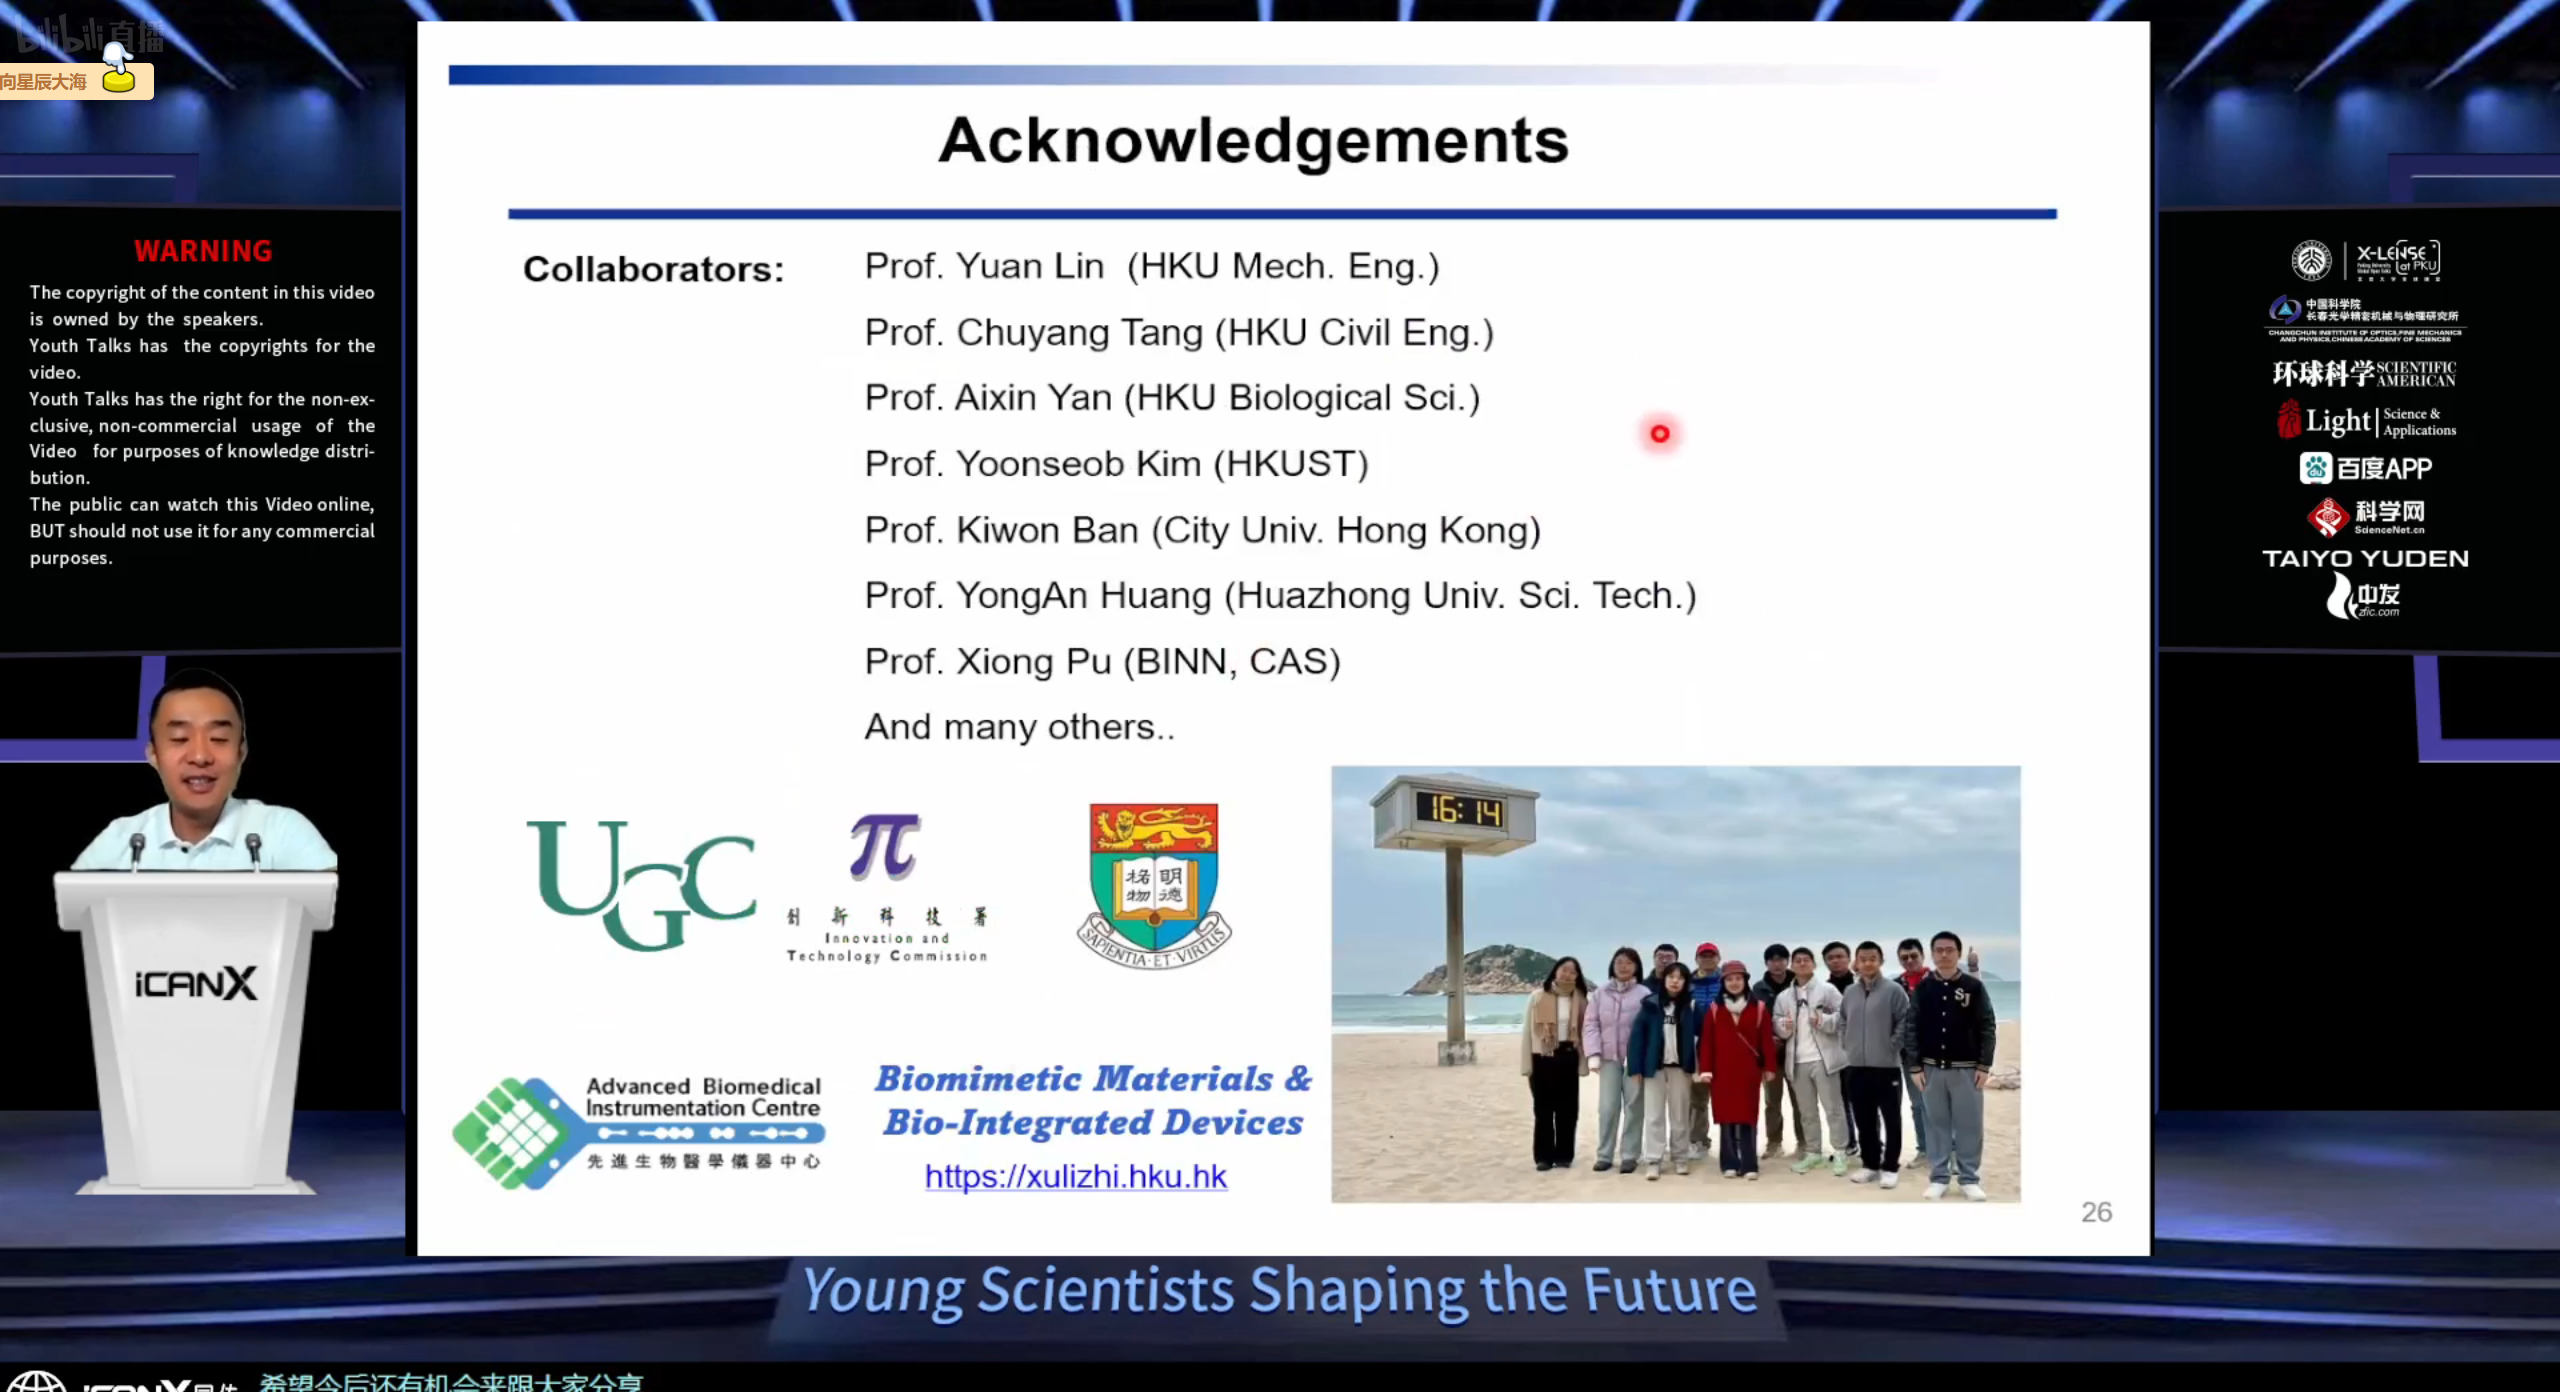 bilibili直播
向星辰大海
WARNING
The copyright of the content in this video
is owned by the speakers.
Youth Talks has the copyrights for the
video.
Youth Talks has the right for the non-ex-
clusive, non-commercial usage of the
Video for purposes of knowledge distri-
bution.
The public can watch this Video online,
BUT should not use it for any commercial
purposes.
iCANX
Acknowledgements
Collaborators:
Prof. Yuan Lin (HKU Mech. Eng.)
Prof. Chuyang Tang (HKU Civil Eng.)
Prof. Aixin Yan (HKU Biological Sci.)
Prof. Yoonseob Kim (HKUST)
Prof. Kiwon Ban (City Univ. Hong Kong)
Prof. YongAn Huang (Huazhong Univ. Sci. Tech.)
Prof. Xiong Pu (BINN, CAS)
And many others..
UGC
π
創新科技署
Innovation and
Technology Commission
明德
格物
SAPIENTIA·ET·VIRTUS
16:14
SJ
Advanced Biomedical
Instrumentation Centre
先進生物醫學儀器中心
Biomimetic Materials &
Bio-Integrated Devices
https://xulizhi.hku.hk
26
X-LENSE
at PKU
中国科学院
长春光学精密机械与物理研究所
CHANGCHUN INSTITUTE OF OPTICS,FINE MECHANICS
AND PHYSICS,CHINESE ACADEMY OF SCIENCES
环球科学 SCIENTIFIC
AMERICAN
Light Science &
Applications
du 百度APP
科学网
ScienceNet.cn
TAIYO YUDEN
中发
zfic.com
Young Scientists Shaping the Future
希望今后还有机会来跟大家分享